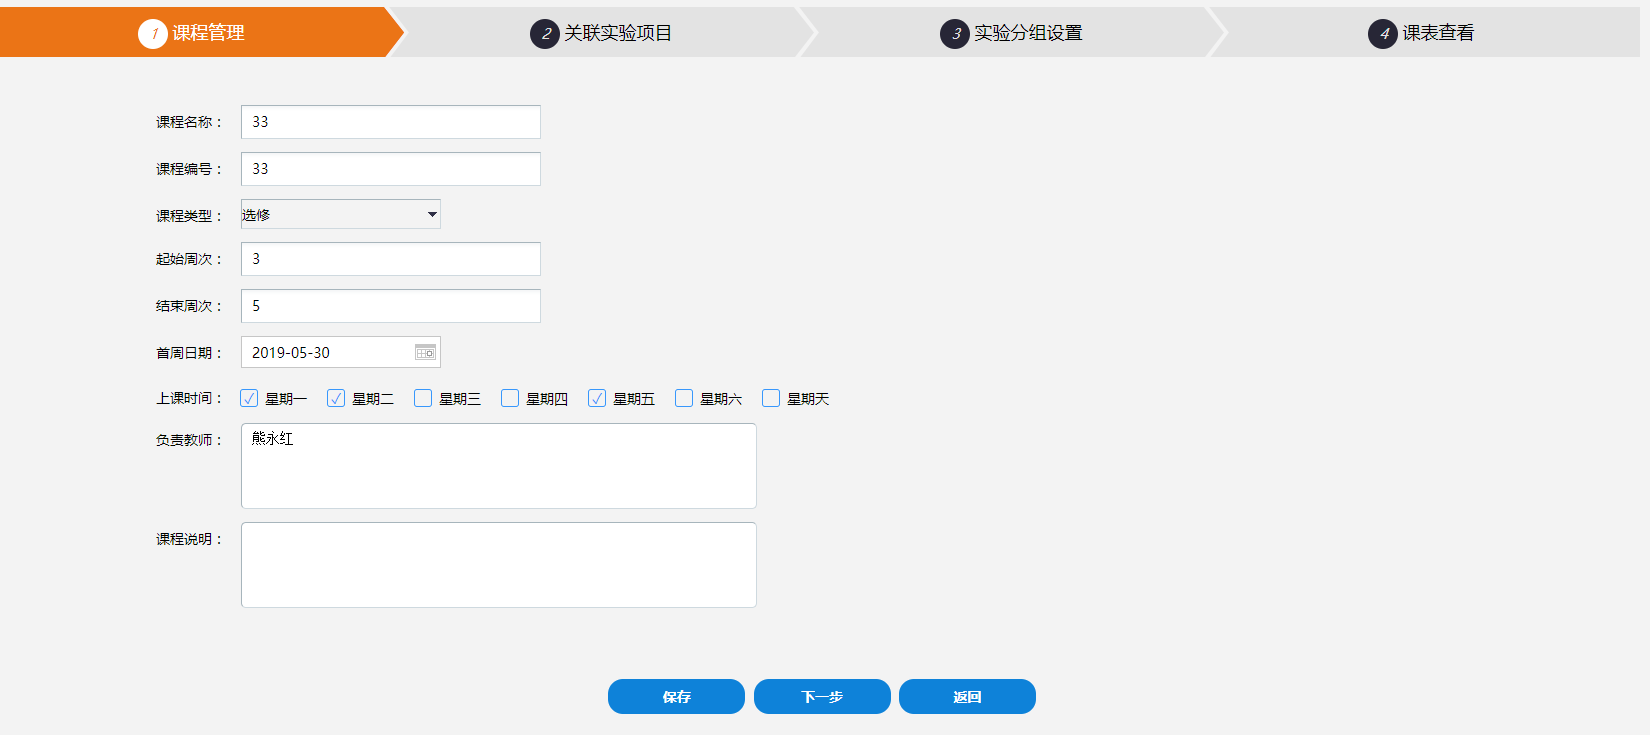 1 课程管理 2 关联实验项目 3 实验分组设置 4 课表查看
课程名称： 33
课程编号： 33
课程类型： 选修
起始周次： 3
结束周次： 5
首周日期： 2019-05-30
上课时间： 星期一 星期二 星期三 星期四 星期五 星期六 星期天
负责教师： 熊永红
课程说明：
保存 下一步 返回